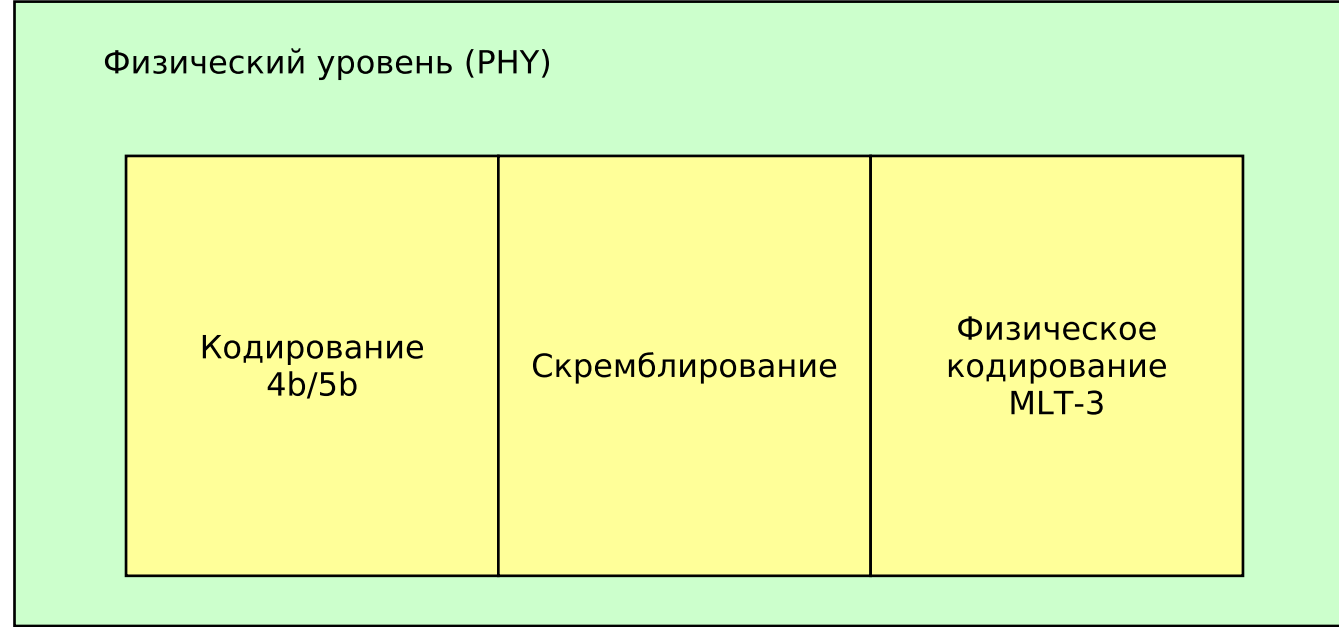 Физический уровень (PHY)
Кодирование
4b/5b
Скремблирование
Физическое
кодирование
MLT-3